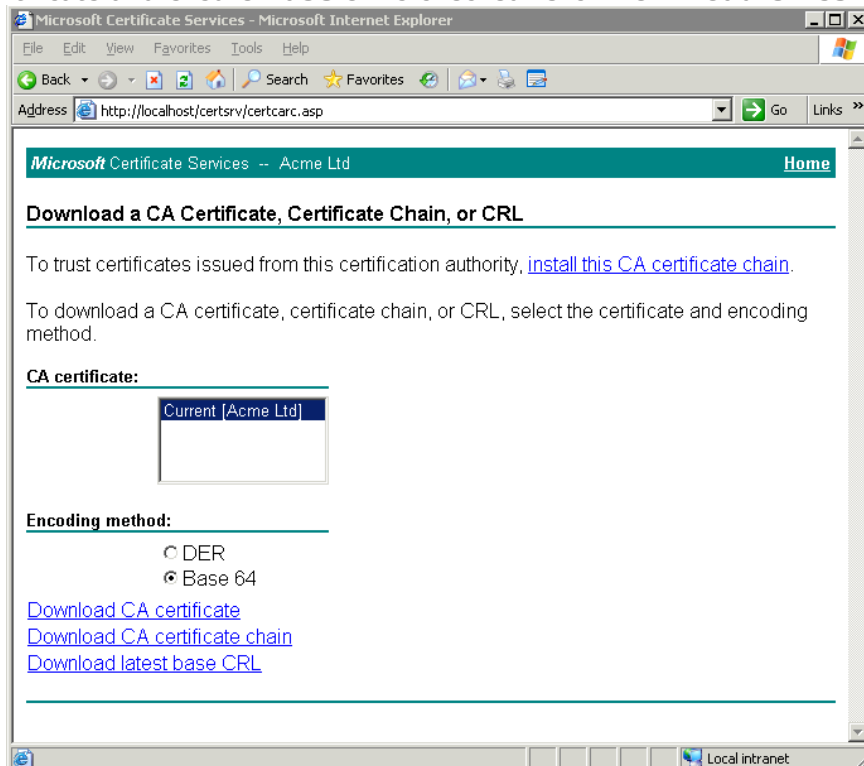 Microsoft Certificate Services - Microsoft Internet Explorer
File Edit View Favorites Tools Help
Back Search Favorites
Address http://localhost/certsrv/certcarc.asp Go Links »
Microsoft Certificate Services -- Acme Ltd Home
Download a CA Certificate, Certificate Chain, or CRL
To trust certificates issued from this certification authority, install this CA certificate chain.
To download a CA certificate, certificate chain, or CRL, select the certificate and encoding
method.
CA certificate:
Current [Acme Ltd]
Encoding method:
DER
Base 64
Download CA certificate
Download CA certificate chain
Download latest base CRL
Local intranet